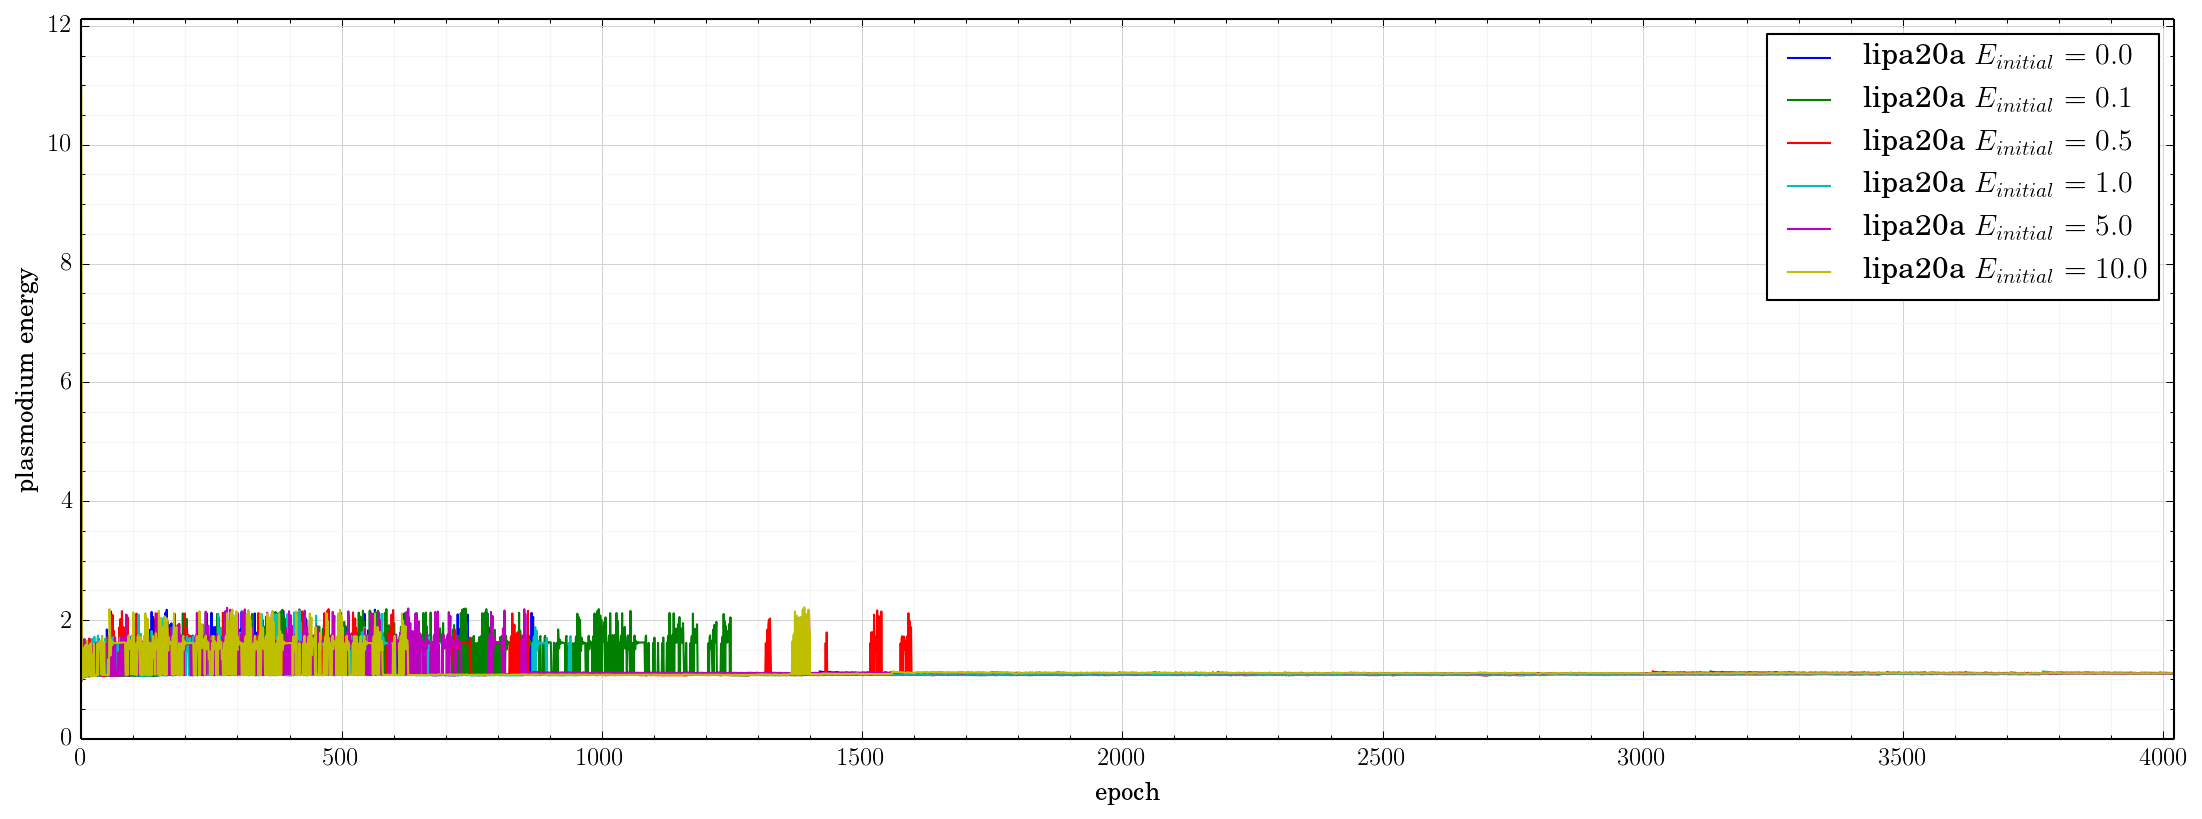 12
10
8
6
4
2
0
plasmodium energy
lipa20a E_initial = 0.0
lipa20a E_initial = 0.1
lipa20a E_initial = 0.5
lipa20a E_initial = 1.0
lipa20a E_initial = 5.0
lipa20a E_initial = 10.0
0 500 1000 1500 2000 2500 3000 3500 4000
epoch